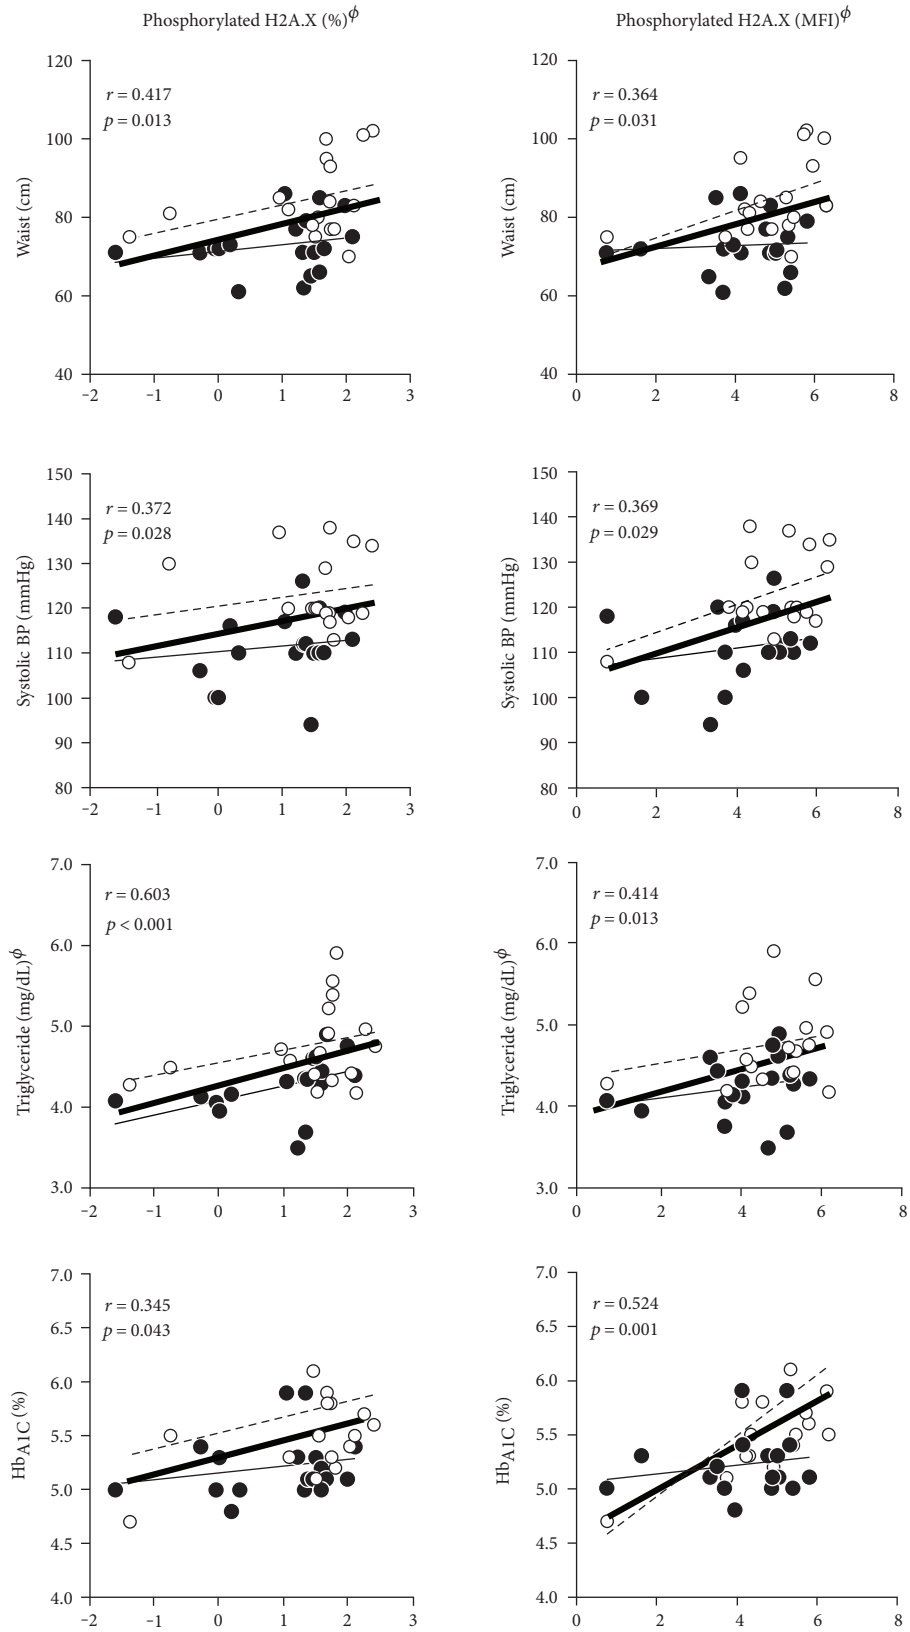 Phosphorylated H2A.X (%)ϕ
Phosphorylated H2A.X (MFI)ϕ
120
100
80
60
40
Waist (cm)
r = 0.417
p = 0.013
−2 −1 0 1 2 3
120
100
80
60
40
Waist (cm)
r = 0.364
p = 0.031
0 2 4 6 8
150
140
130
120
110
100
90
80
Systolic BP (mmHg)
r = 0.372
p = 0.028
−2 −1 0 1 2 3
150
140
130
120
110
100
90
80
Systolic BP (mmHg)
r = 0.369
p = 0.029
0 2 4 6 8
7.0
6.0
5.0
4.0
3.0
Triglyceride (mg/dL)ϕ
r = 0.603
p < 0.001
−2 −1 0 1 2 3
7.0
6.0
5.0
4.0
3.0
Triglyceride (mg/dL)ϕ
r = 0.414
p = 0.013
0 2 4 6 8
7.0
6.5
6.0
5.5
5.0
4.5
4.0
HbA1C (%)
r = 0.345
p = 0.043
−2 −1 0 1 2 3
7.0
6.5
6.0
5.5
5.0
4.5
4.0
HbA1C (%)
r = 0.524
p = 0.001
0 2 4 6 8